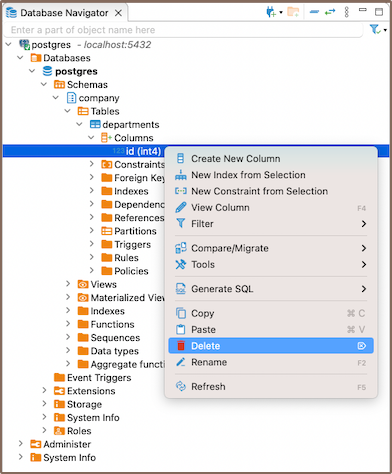 Database Navigator
Enter a part of object name here
postgres - localhost:5432
Databases
postgres
Schemas
company
Tables
departments
Columns
123 id (int4)
Constraints
Foreign Key
Indexes
Dependenc
References
Partitions
Triggers
Rules
Policies
Views
Materialized View
Indexes
Functions
Sequences
Data types
Aggregate functio
Event Triggers
Extensions
Storage
System Info
Roles
Administer
System Info
Create New Column
New Index from Selection
New Constraint from Selection
View Column F4
Filter
Compare/Migrate
Tools
Generate SQL
Copy ⌘ C
Paste ⌘ V
Delete ⌦
Rename F2
Refresh F5